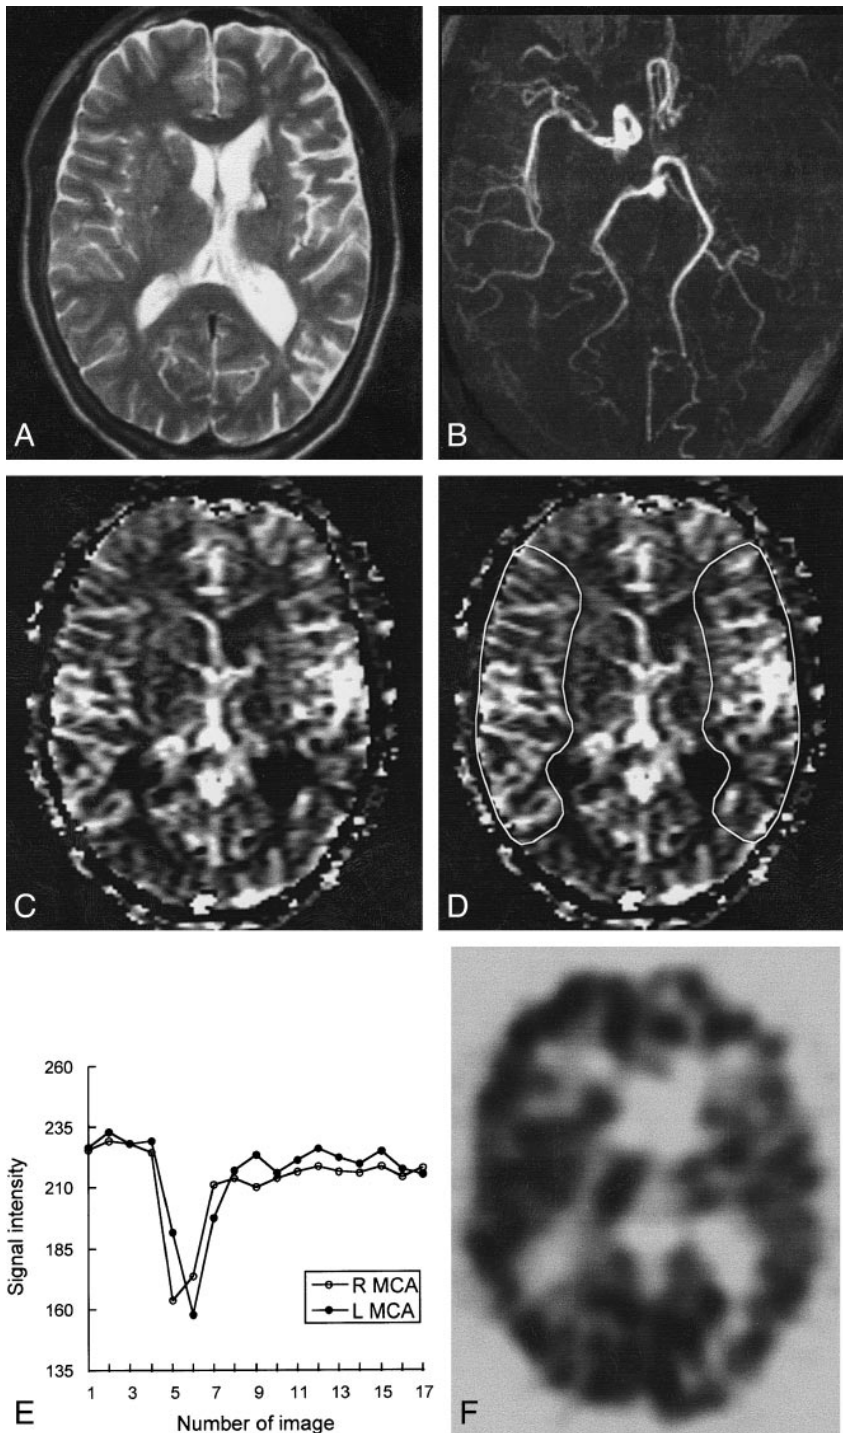 A
B
C
D
260
235
210
185
160
135
Signal intensity
R MCA
L MCA
1 3 5 7 9 11 13 15 17
Number of image
E
F